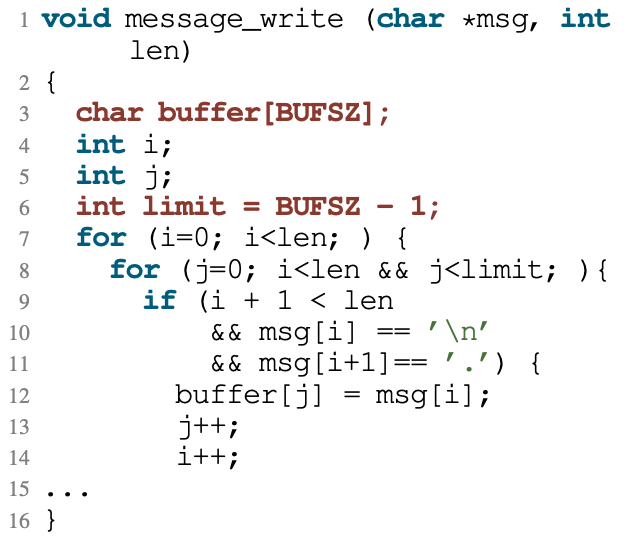 1 void message_write (char *msg, int
len)
2 {
3 char buffer[BUFSZ];
4 int i;
5 int j;
6 int limit = BUFSZ - 1;
7 for (i=0; i<len; ) {
8 for (j=0; i<len && j<limit; ){
9 if (i + 1 < len
10 && msg[i] == '\n'
11 && msg[i+1]== '.') {
12 buffer[j] = msg[i];
13 j++;
14 i++;
15 ...
16 }